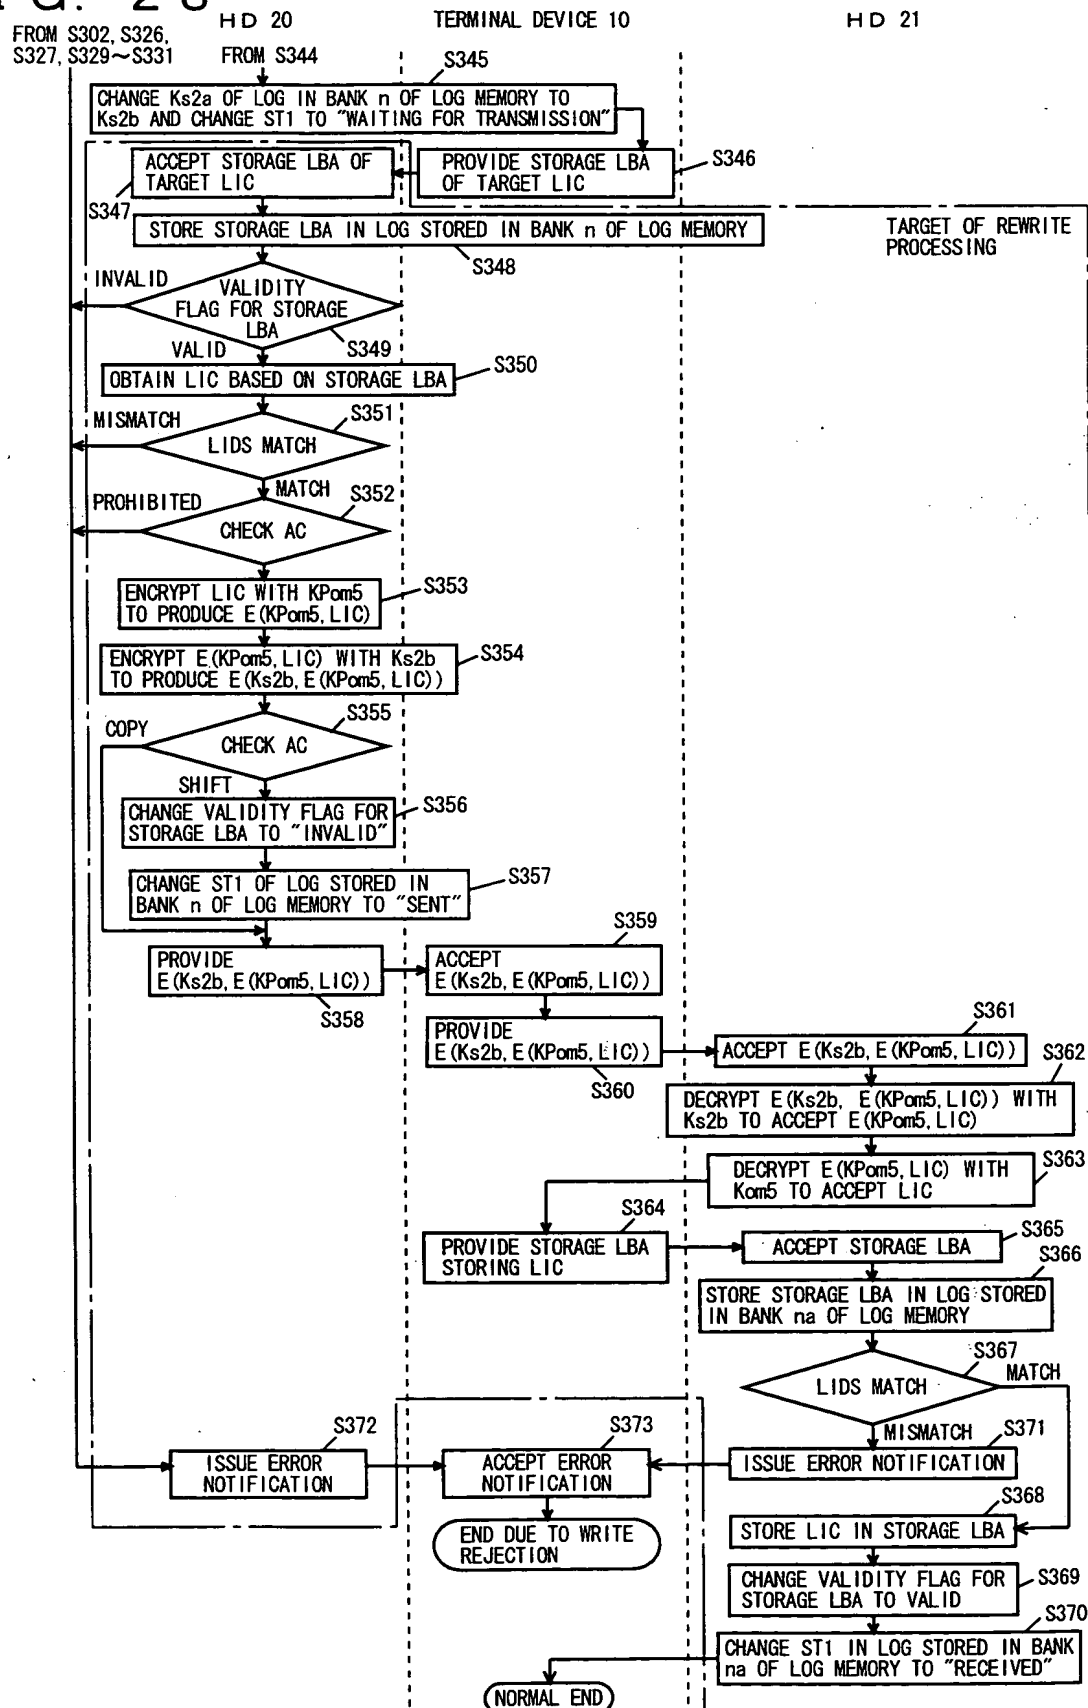 HD 20
TERMINAL DEVICE 10
HD 21
FROM S302, S326,
S327, S329~S331
FROM S344
S345
CHANGE Ks2a OF LOG IN BANK n OF LOG MEMORY TO
Ks2b AND CHANGE ST1 TO "WAITING FOR TRANSMISSION"
ACCEPT STORAGE LBA OF
TARGET LIC
S347
PROVIDE STORAGE LBA
OF TARGET LIC
S346
STORE STORAGE LBA IN LOG STORED IN BANK n OF LOG MEMORY
S348
TARGET OF REWRITE
PROCESSING
INVALID
VALIDITY
FLAG FOR STORAGE
LBA
S349
VALID
OBTAIN LIC BASED ON STORAGE LBA
S350
MISMATCH
LIDS MATCH
S351
MATCH
PROHIBITED
CHECK AC
S352
ENCRYPT LIC WITH KPom5
TO PRODUCE E(KPom5, LIC)
S353
ENCRYPT E(KPom5, LIC) WITH Ks2b
TO PRODUCE E(Ks2b, E(KPom5, LIC))
S354
COPY
CHECK AC
S355
SHIFT
CHANGE VALIDITY FLAG FOR
STORAGE LBA TO "INVALID"
S356
CHANGE ST1 OF LOG STORED IN
BANK n OF LOG MEMORY TO "SENT"
S357
PROVIDE
E(Ks2b, E(KPom5, LIC))
S358
ACCEPT
E(Ks2b, E(KPom5, LIC))
S359
PROVIDE
E(Ks2b, E(KPom5, LIC))
S360
ACCEPT E(Ks2b, E(KPom5, LIC))
S361
DECRYPT E(Ks2b, E(KPom5, LIC)) WITH
Ks2b TO ACCEPT E(KPom5, LIC)
S362
DECRYPT E(KPom5, LIC) WITH
Kom5 TO ACCEPT LIC
S363
PROVIDE STORAGE LBA
STORING LIC
S364
ACCEPT STORAGE LBA
S365
STORE STORAGE LBA IN LOG STORED
IN BANK na OF LOG MEMORY
S366
LIDS MATCH
S367
MATCH
MISMATCH
ISSUE ERROR
NOTIFICATION
S372
ACCEPT ERROR
NOTIFICATION
S373
ISSUE ERROR NOTIFICATION
S371
END DUE TO WRITE
REJECTION
STORE LIC IN STORAGE LBA
S368
CHANGE VALIDITY FLAG FOR
STORAGE LBA TO VALID
S369
CHANGE ST1 IN LOG STORED IN BANK
na OF LOG MEMORY TO "RECEIVED"
S370
NORMAL END